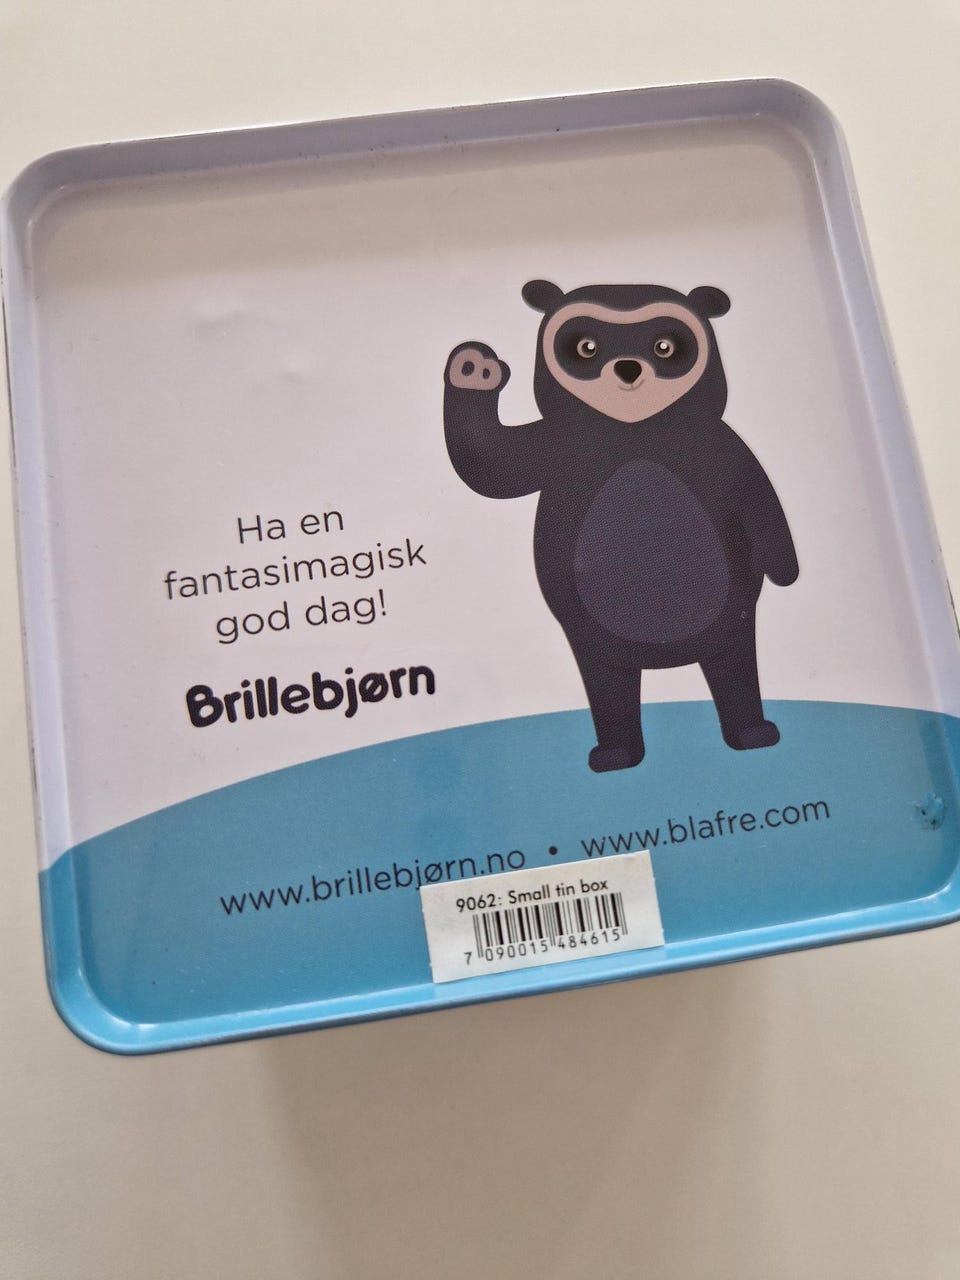 Ha en
fantasimagisk
god dag!
Brillebjørn
www.brillebjørn.no • www.blafre.com
9062: Small tin box
7 090015 484615